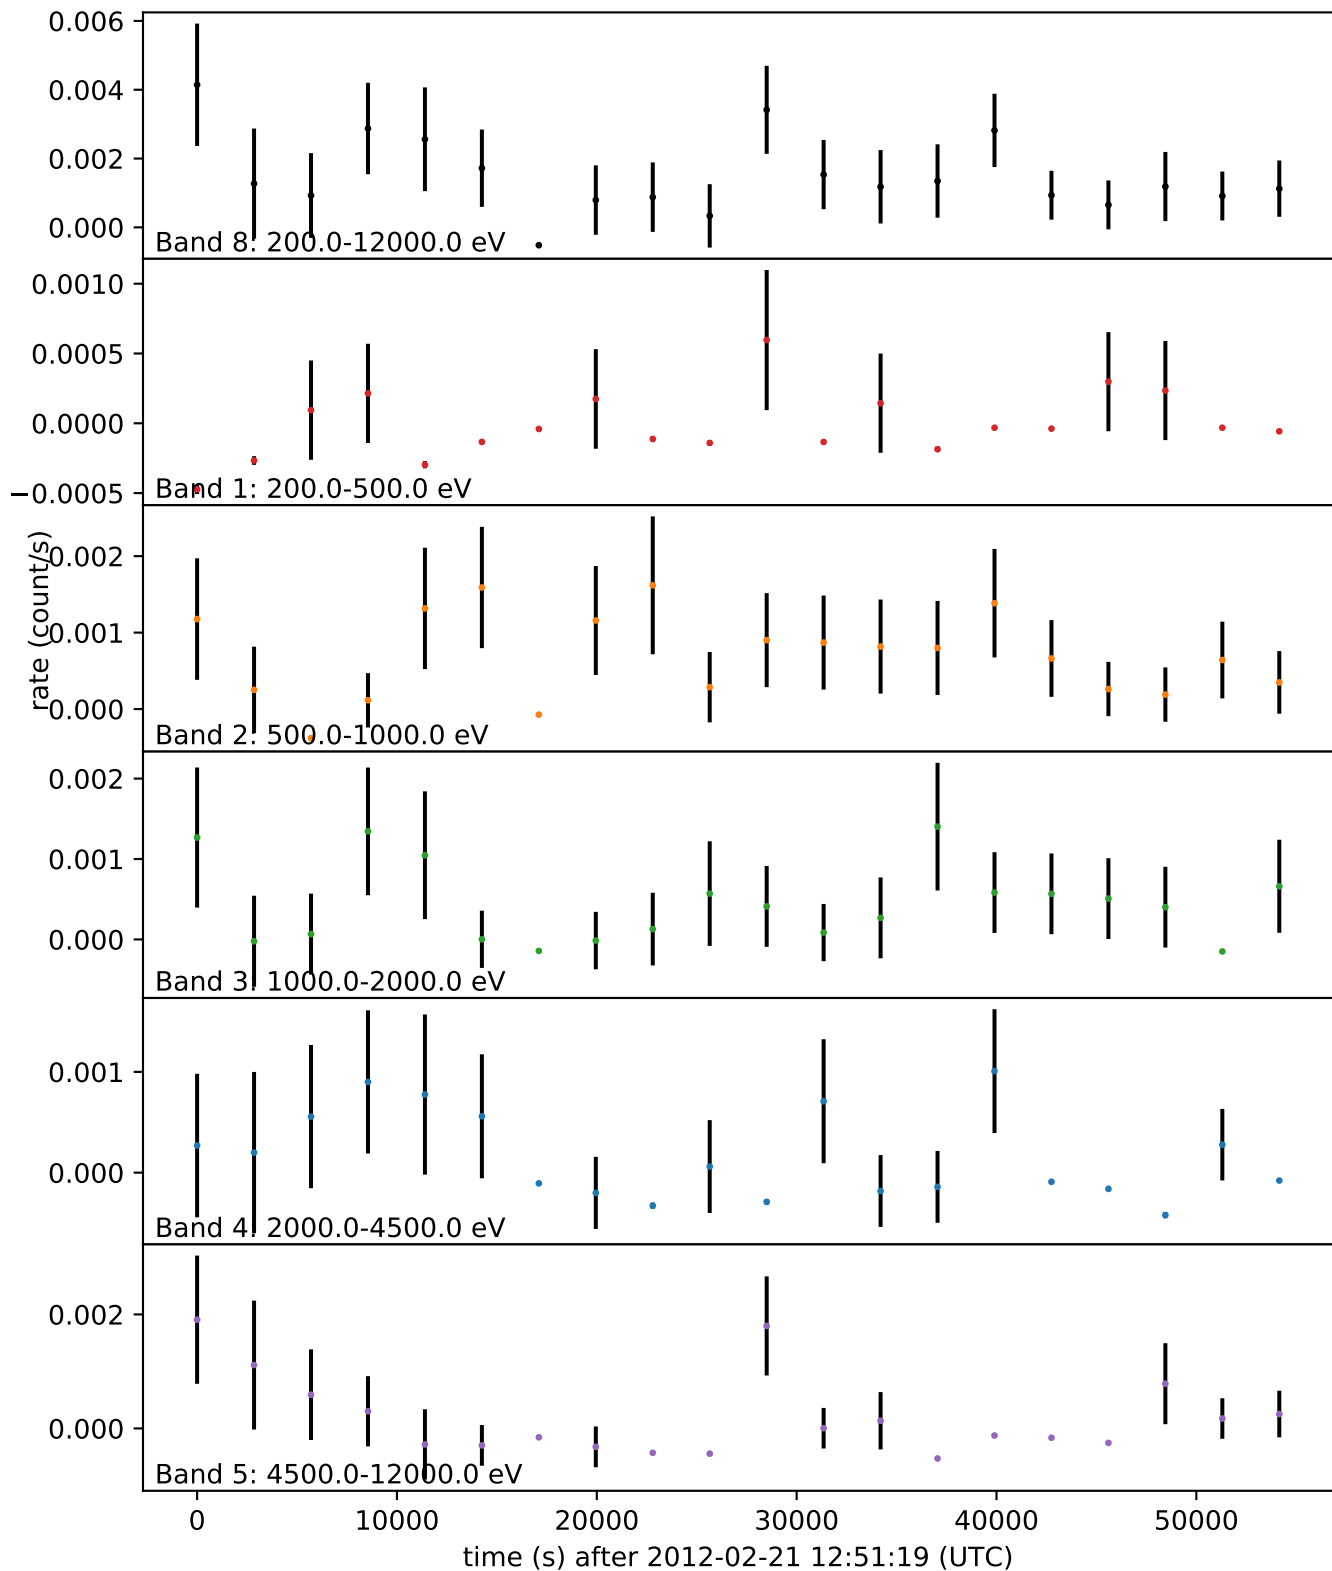 0.006
0.004
0.002
0.000
Band 8: 200.0-12000.0 eV
0.0010
0.0005
0.0000
−0.0005
Band 1: 200.0-500.0 eV
rate (count/s)
0.002
0.001
0.000
Band 2: 500.0-1000.0 eV
0.002
0.001
0.000
Band 3: 1000.0-2000.0 eV
0.001
0.000
Band 4: 2000.0-4500.0 eV
0.002
0.000
Band 5: 4500.0-12000.0 eV
0 10000 20000 30000 40000 50000
time (s) after 2012-02-21 12:51:19 (UTC)